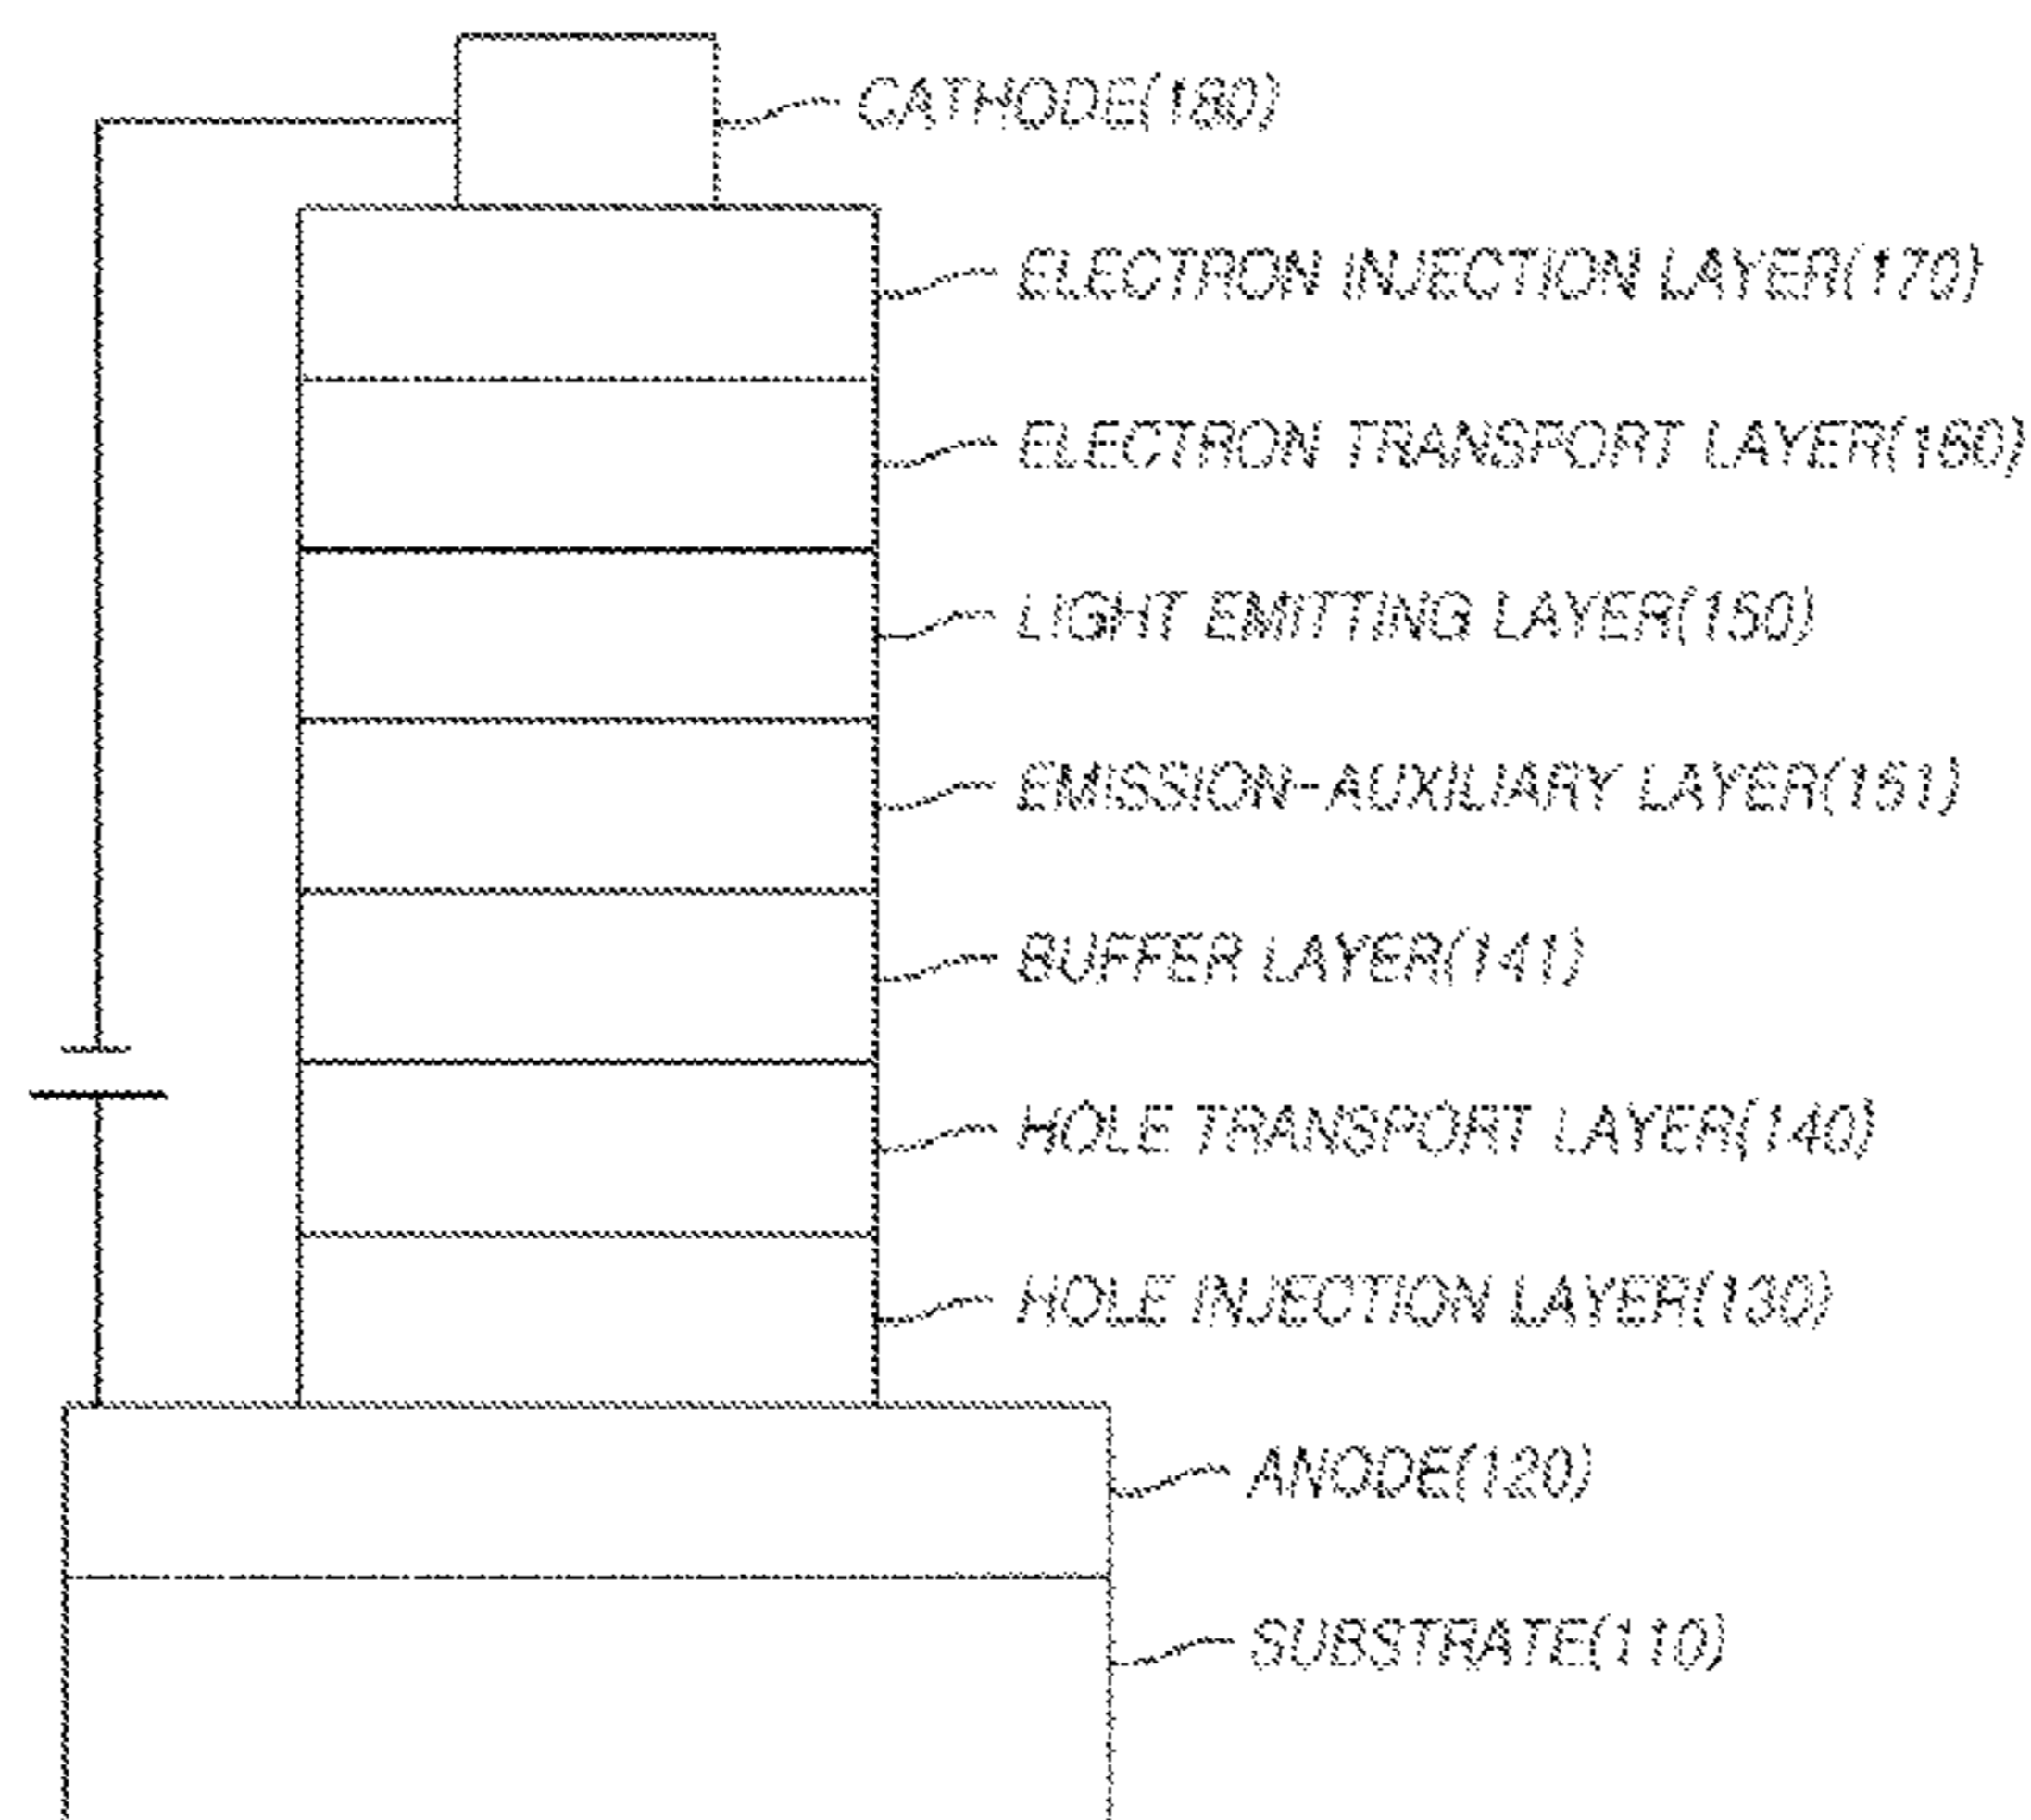 CATHODE(180)
ELECTRON INJECTION LAYER(170)
ELECTRON TRANSPORT LAYER(160)
LIGHT EMITTING LAYER(150)
EMISSION-AUXILIARY LAYER(151)
BUFFER LAYER(141)
HOLE TRANSPORT LAYER(140)
HOLE INJECTION LAYER(130)
ANODE(120)
SUBSTRATE(110)